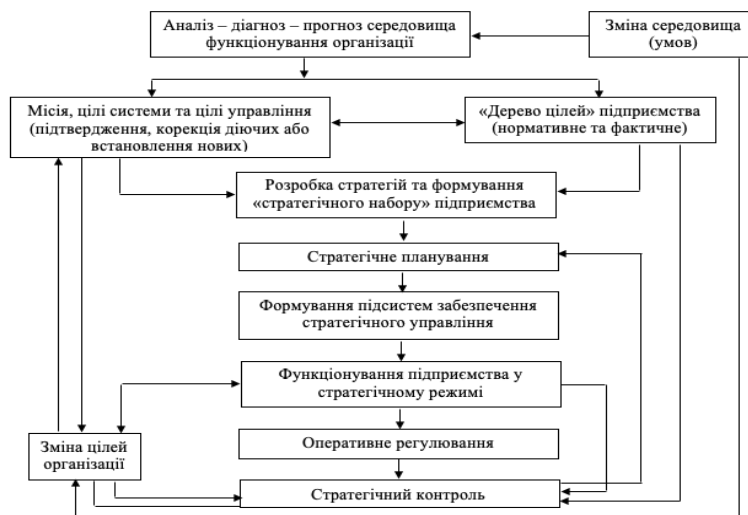 Аналіз – діагноз – прогноз середовища
функціонування організації
Зміна середовища
(умов)
Місія, цілі системи та цілі управління
(підтвердження, корекція діючих або
встановлення нових)
«Дерево цілей» підприємства
(нормативне та фактичне)
Розробка стратегій та формування
«стратегічного набору» підприємства
Стратегічне планування
Формування підсистем забезпечення
стратегічного управління
Функціонування підприємства у
стратегічному режимі
Оперативне регулювання
Зміна цілей
організації
Стратегічний контроль